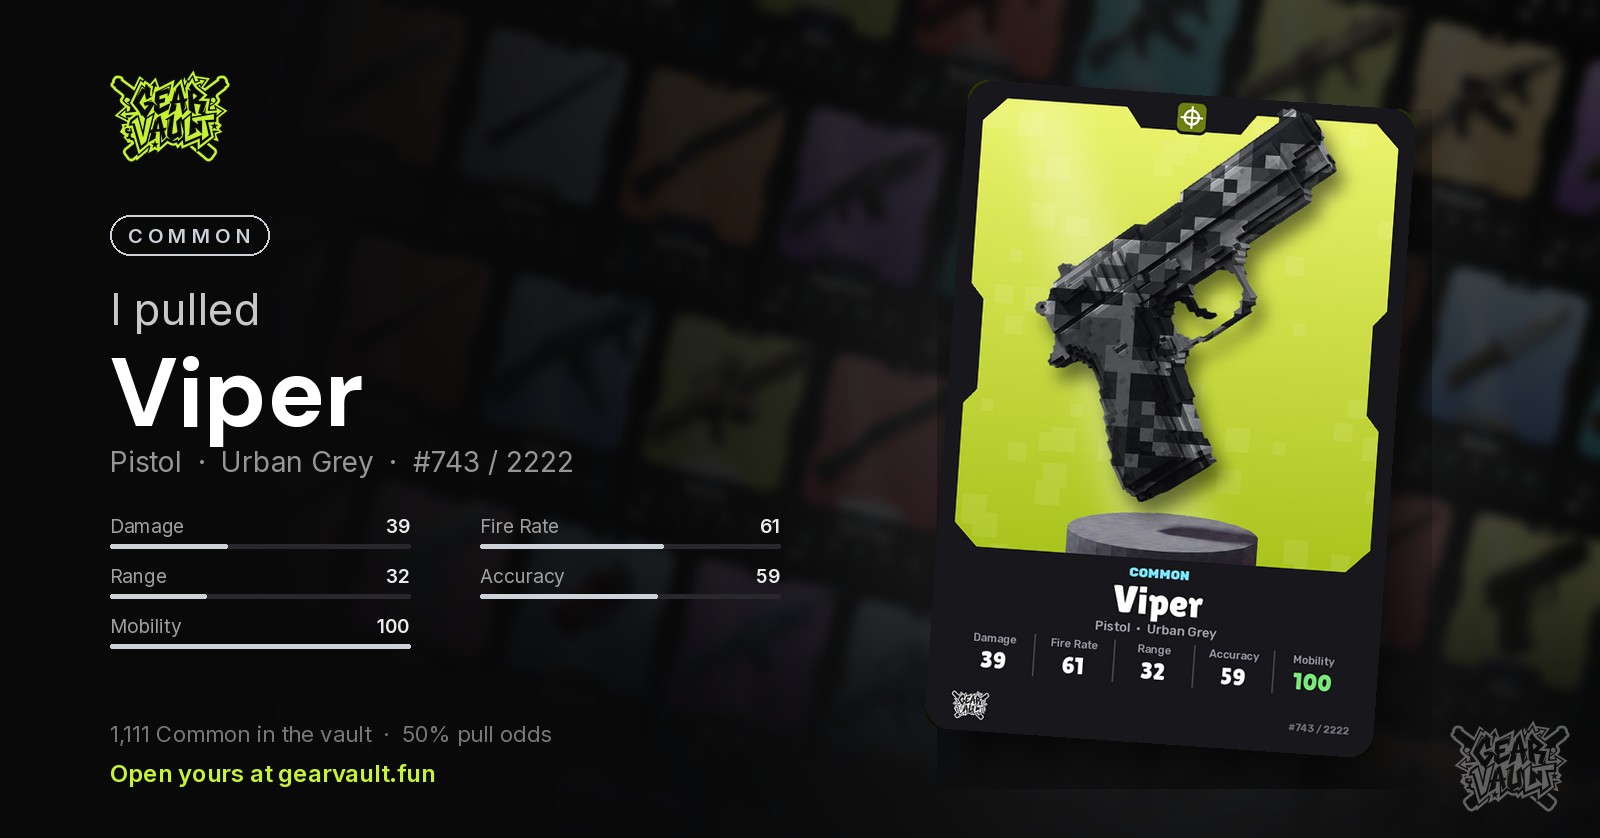 GEAR
VAULT
COMMON
I pulled
Viper
Pistol · Urban Grey · #743 / 2222
Damage 39
Fire Rate 61
Range 32
Accuracy 59
Mobility 100
1,111 Common in the vault · 50% pull odds
Open yours at gearvault.fun
COMMON
Viper
Pistol · Urban Grey
Damage Fire Rate Range Accuracy Mobility
39 61 32 59 100
GEAR
VAULT
#743 / 2222
GEAR
VAULT